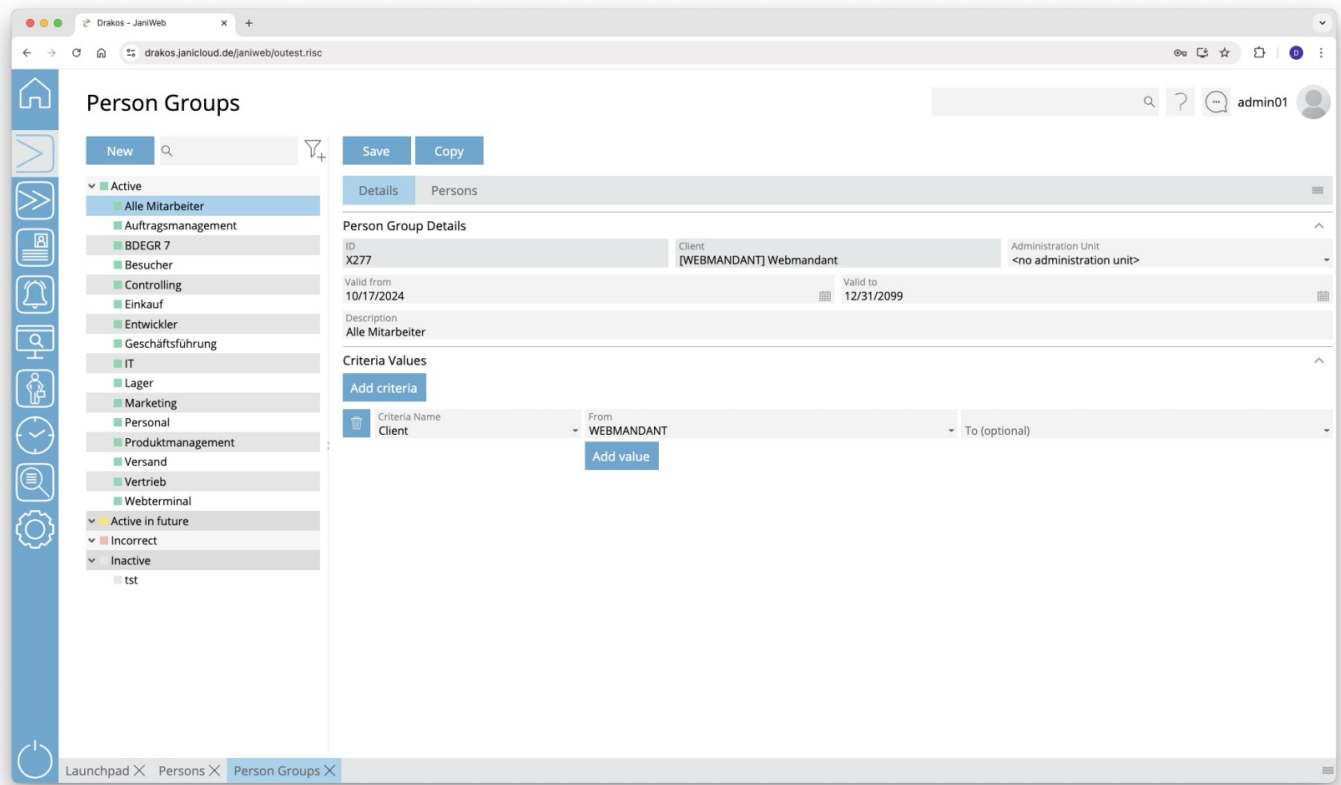 Drakos - JaniWeb
drakos.janicloud.de/janiweb/outest.risc
D
Person Groups
admin01
New
Save
Copy
Active
Alle Mitarbeiter
Auftragsmanagement
BDEGR 7
Besucher
Controlling
Einkauf
Entwickler
Geschäftsführung
IT
Lager
Marketing
Personal
Produktmanagement
Versand
Vertrieb
Webterminal
Active in future
Incorrect
Inactive
tst
Details
Persons
Person Group Details
ID
X277
Client
[WEBMANDANT] Webmandant
Administration Unit
<no administration unit>
Valid from
10/17/2024
Valid to
12/31/2099
Description
Alle Mitarbeiter
Criteria Values
Add criteria
Criteria Name
Client
From
WEBMANDANT
To (optional)
Add value
Launchpad
Persons
Person Groups